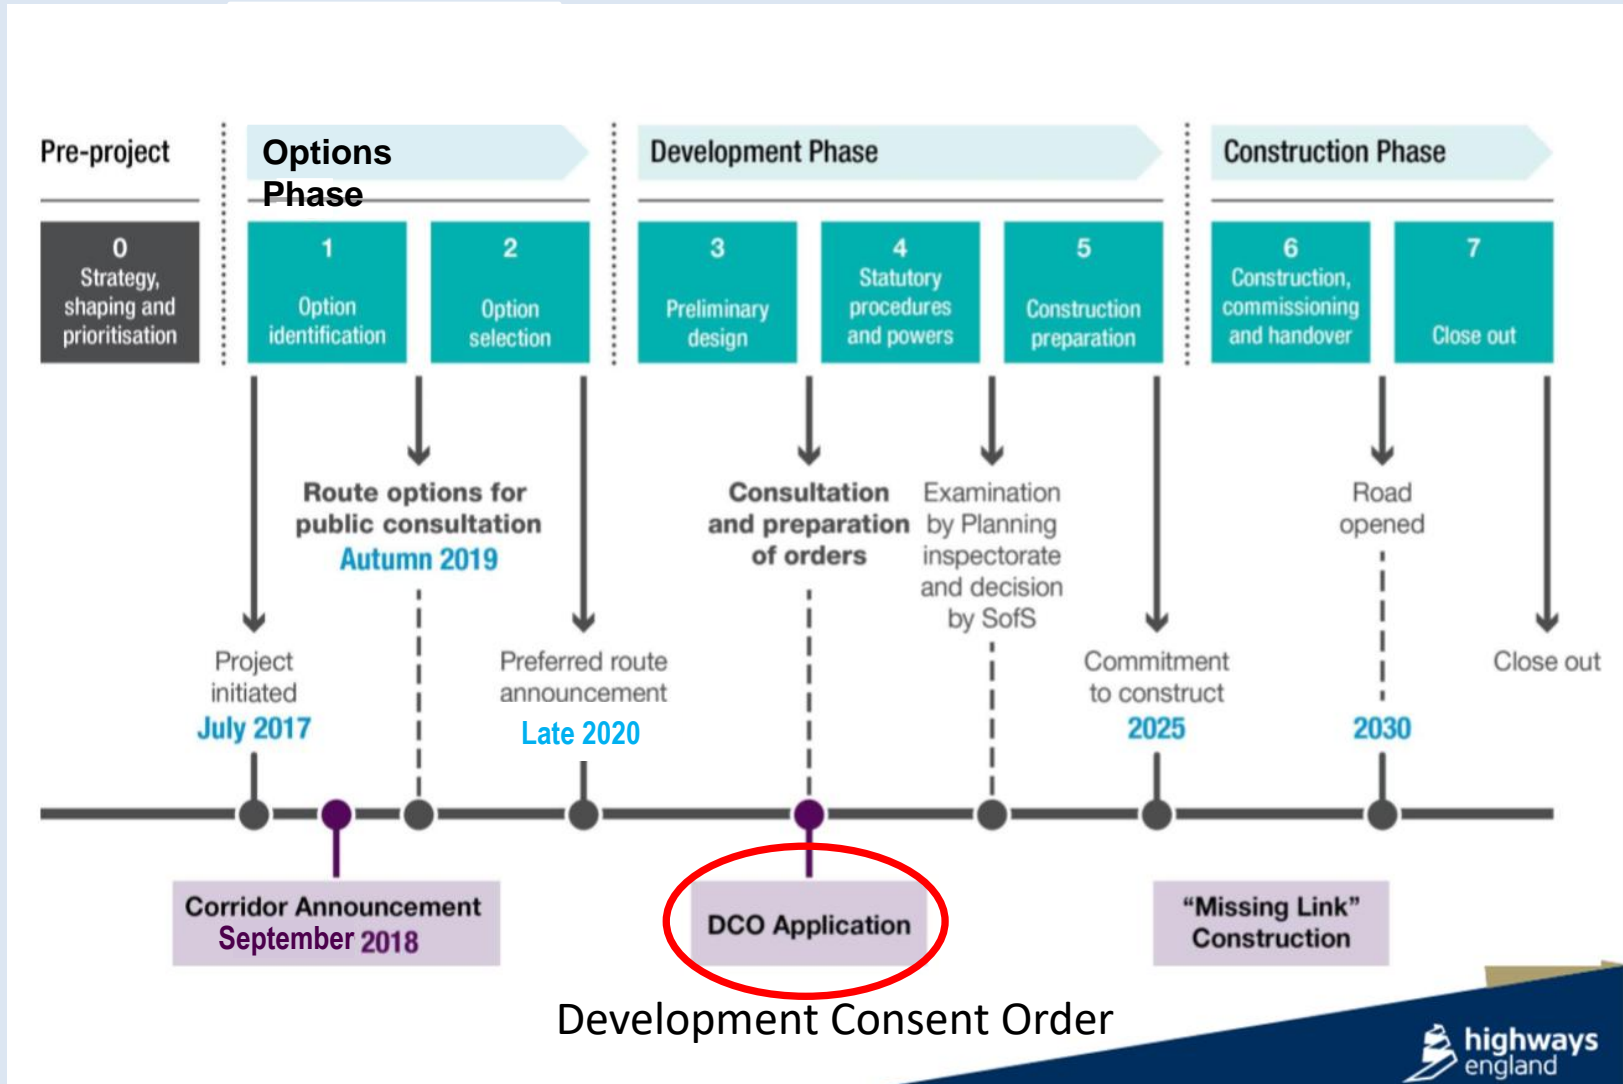 Pre-project
Options
Phase
Development Phase
Construction Phase
0
Strategy,
shaping and
prioritisation
1
Option
identification
2
Option
selection
3
Preliminary
design
4
Statutory
procedures
and powers
5
Construction
preparation
6
Construction,
commissioning
and handover
7
Close out
Route options for
public consultation
Autumn 2019
Consultation
and preparation
of orders
Examination
by Planning
inspectorate
and decision
by SofS
Road
opened
Project
initiated
July 2017
Preferred route
announcement
Late 2020
Commitment
to construct
2025
2030
Close out
Corridor Announcement
September 2018
DCO Application
"Missing Link"
Construction
Development Consent Order
highways
england